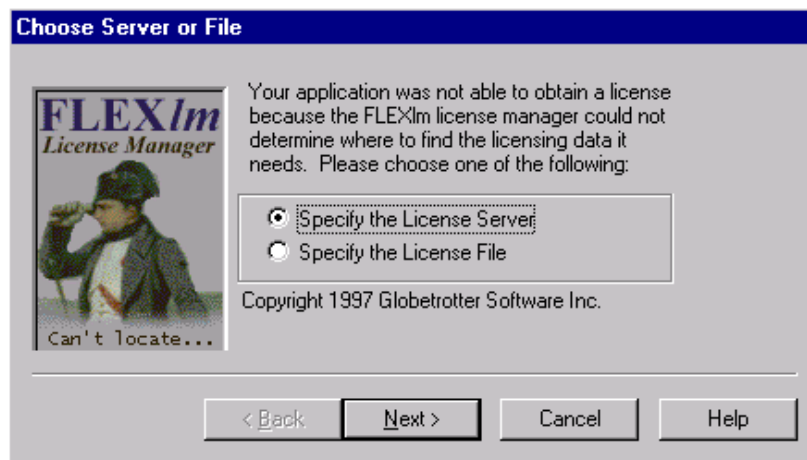 Choose Server or File
FLEXlm
License Manager
Can't locate...
Your application was not able to obtain a license
because the FLEXlm license manager could not
determine where to find the licensing data it
needs. Please choose one of the following:
Specify the License Server
Specify the License File
Copyright 1997 Globetrotter Software Inc.
< Back
Next >
Cancel
Help